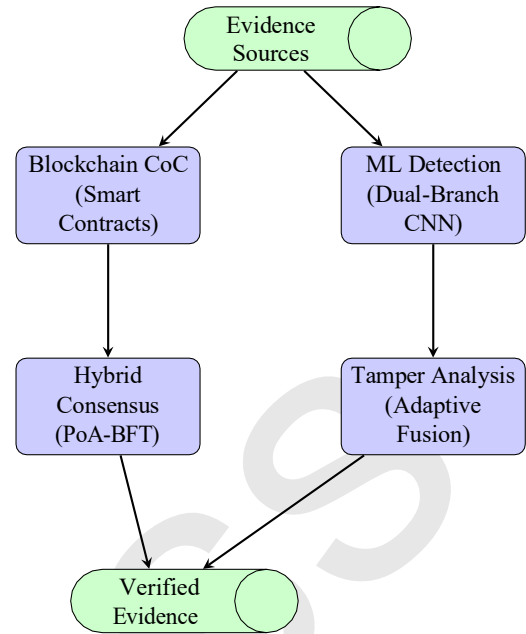 Evidence
Sources
Blockchain CoC
(Smart
Contracts)
ML Detection
(Dual-Branch
CNN)
Hybrid
Consensus
(PoA-BFT)
Tamper Analysis
(Adaptive
Fusion)
Verified
Evidence